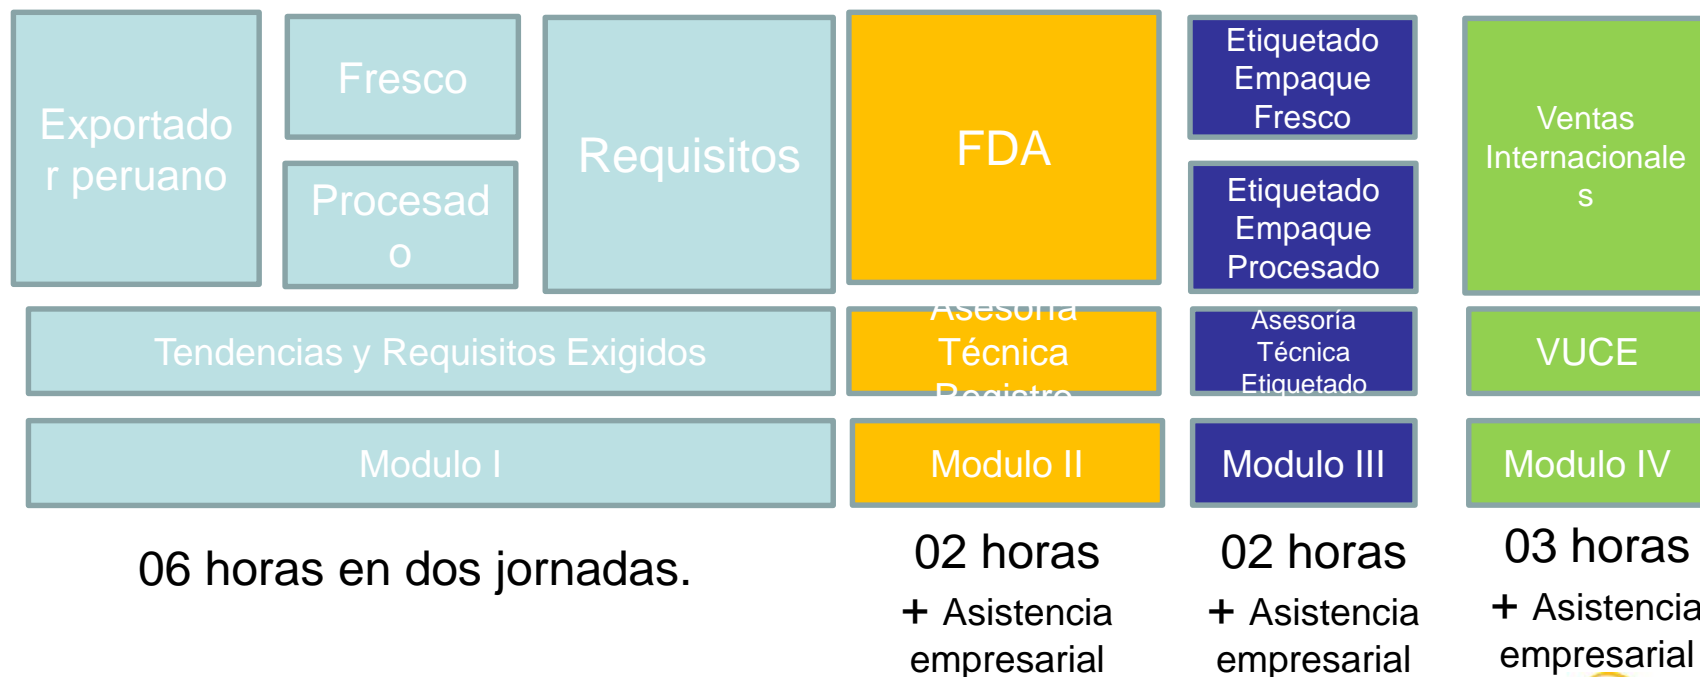 Exportado
r peruano
Fresco
Procesad
o
Requisitos
FDA
Etiquetado
Empaque
Fresco
Etiquetado
Empaque
Procesado
Ventas
Internacionale
s
Tendencias y Requisitos Exigidos
Asesoría
Técnica
Registro
Asesoría
Técnica
Etiquetado
VUCE
Modulo I
Modulo II
Modulo III
Modulo IV
06 horas en dos jornadas.
02 horas
+ Asistencia
empresarial
02 horas
+ Asistencia
empresarial
03 horas
+ Asistencia
empresarial